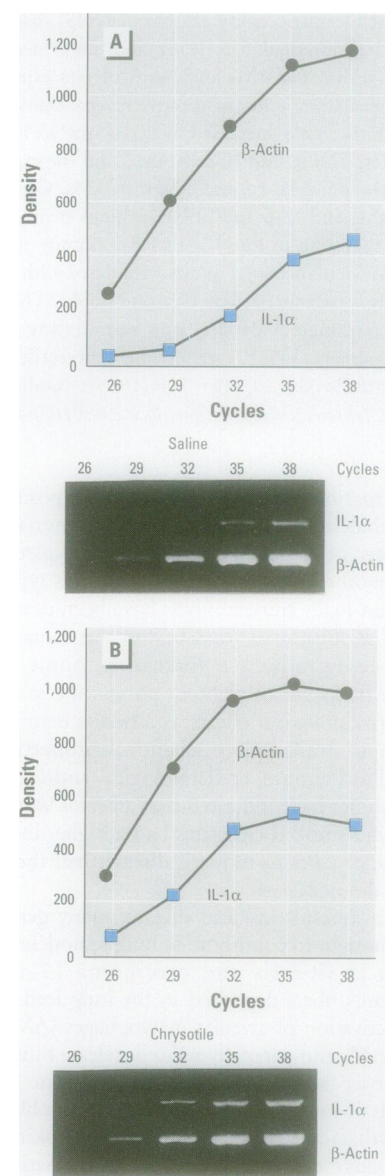 A
1,200
1,000
800
600
400
200
0
Density
β-Actin
IL-1α
26 29 32 35 38
Cycles
Saline
26 29 32 35 38 Cycles
IL-1α
β-Actin
B
1,200
1,000
800
600
400
200
0
Density
β-Actin
IL-1α
26 29 32 35 38
Cycles
Chrysotile
26 29 32 35 38 Cycles
IL-1α
β-Actin